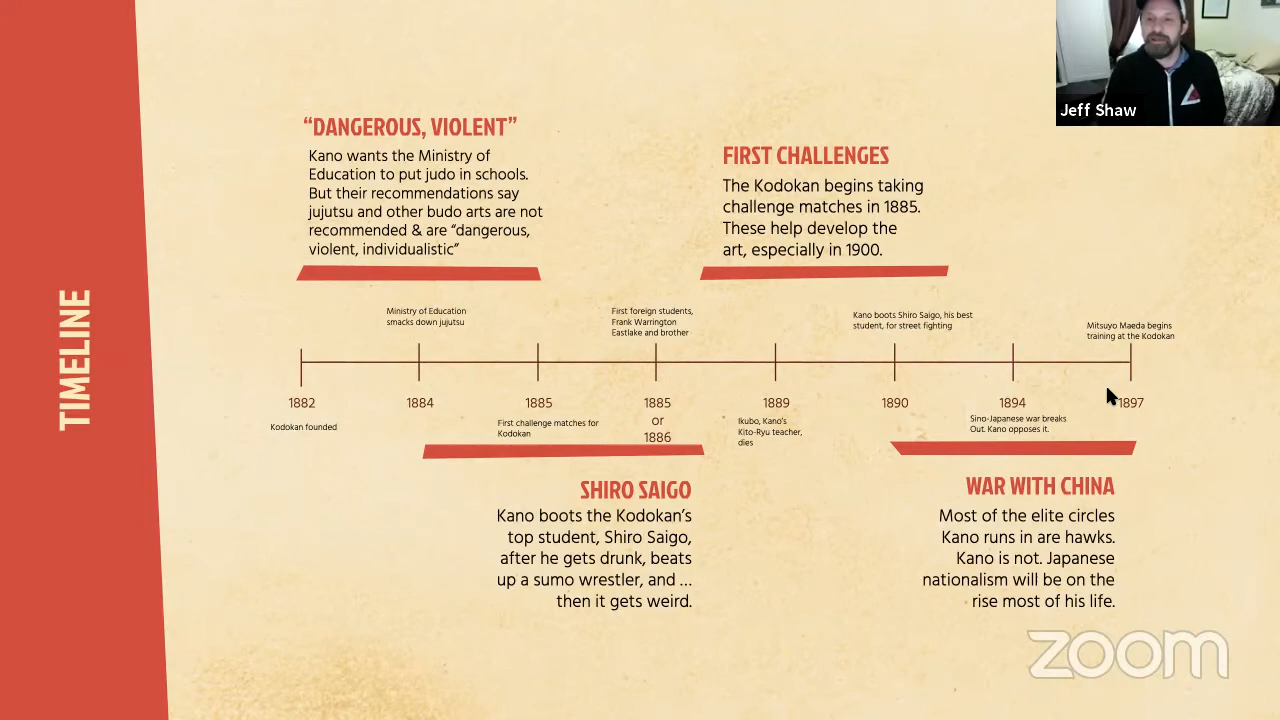 Jeff Shaw
TIMELINE
“DANGEROUS, VIOLENT”
Kano wants the Ministry of
Education to put judo in schools.
But their recommendations say
jujutsu and other budo arts are not
recommended & are “dangerous,
violent, individualistic”
FIRST CHALLENGES
The Kodokan begins taking
challenge matches in 1885.
These help develop the
art, especially in 1900.
Ministry of Education
smacks down jujutsu
First foreign students,
Frank Warrington
Eastlake and brother
Kano boots Shiro Saigo, his best
student, for street fighting
Mitsuyo Maeda begins
training at the Kodokan
1882
1884
1885
1885
or
1886
1889
1890
1894
1897
Kodokan founded
First challenge matches for
Kodokan
Ikubo, Kano’s
Kito-Ryu teacher,
dies
Sino-Japanese war breaks
Out. Kano opposes it.
SHIRO SAIGO
Kano boots the Kodokan’s
top student, Shiro Saigo,
after he gets drunk, beats
up a sumo wrestler, and ...
then it gets weird.
WAR WITH CHINA
Most of the elite circles
Kano runs in are hawks.
Kano is not. Japanese
nationalism will be on the
rise most of his life.
zoom